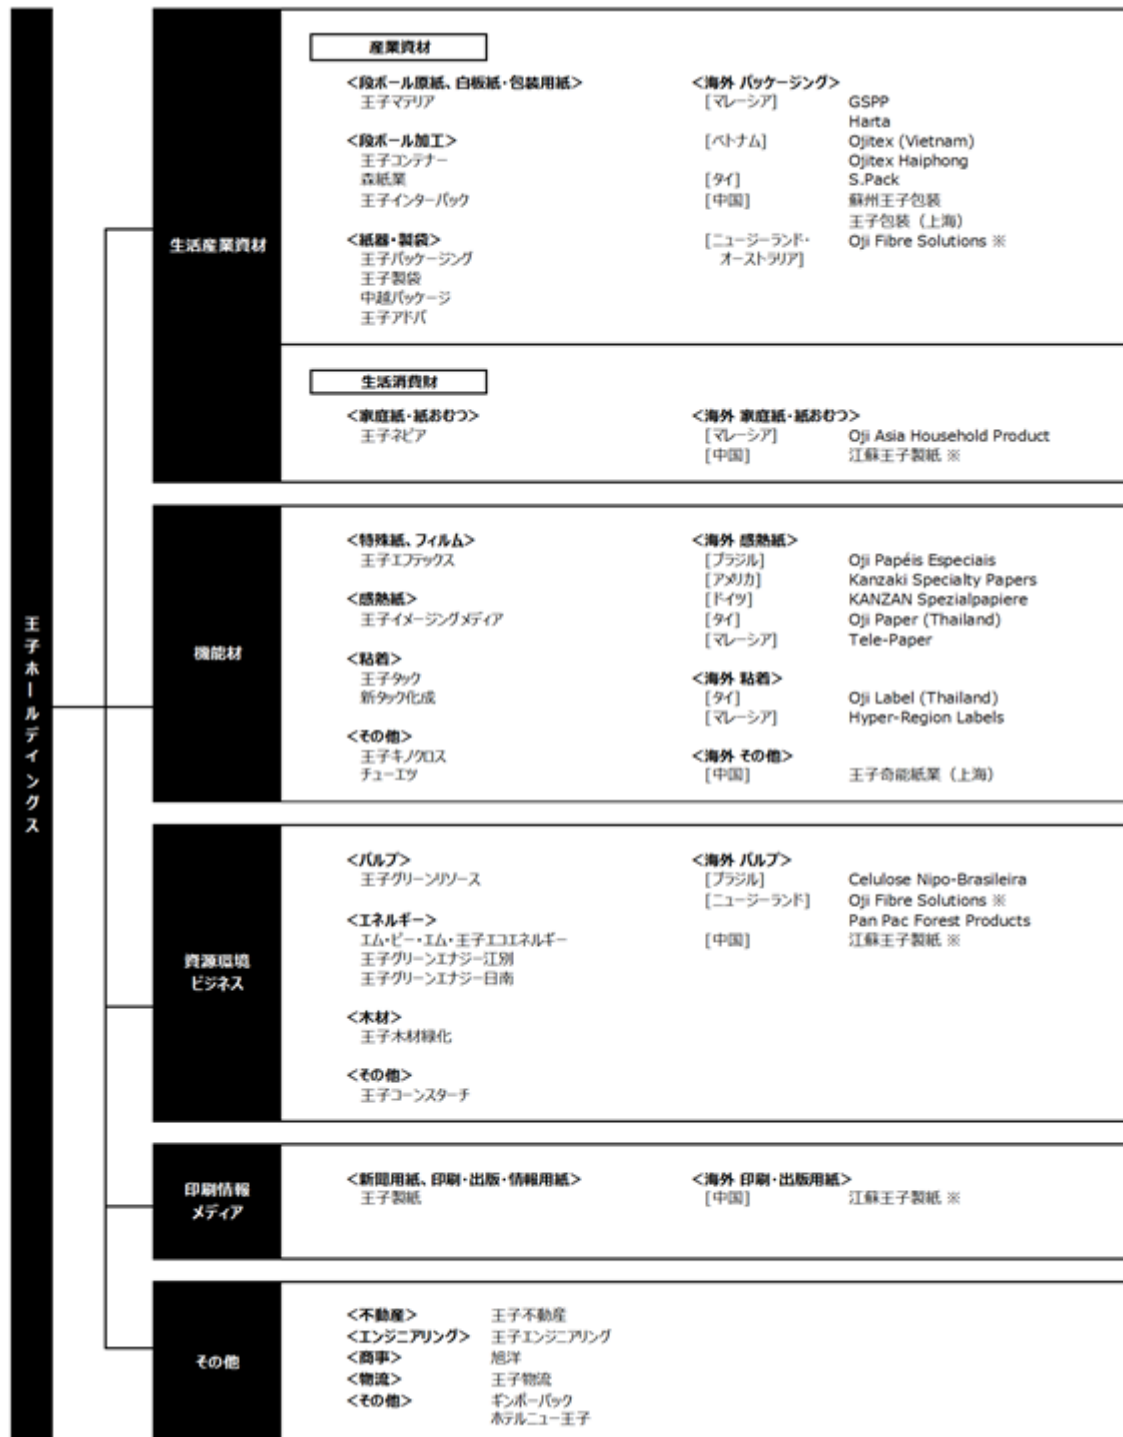 王子ホールディングス
生活産業資材
産業資材
<段ボール原紙、白板紙・包装用紙>
王子マテリア
<段ボール加工>
王子コンテナー
森紙業
王子インターパック
<紙器・製袋>
王子パッケージング
王子製袋
中越パッケージ
王子アドバ
<海外 パッケージング>
[マレーシア] GSPP
Harta
[ベトナム] Ojitex (Vietnam)
Ojitex Haiphong
[タイ] S.Pack
[中国] 蘇州王子包装
王子包装（上海）
[ニュージーランド・ Oji Fibre Solutions ※
オーストラリア]
生活消費財
<家庭紙・紙おむつ>
王子ネピア
<海外 家庭紙・紙おむつ>
[マレーシア] Oji Asia Household Product
[中国] 江蘇王子製紙 ※
機能材
<特殊紙、フィルム>
王子エフテックス
<感熱紙>
王子イメージングメディア
<粘着>
王子タック
新タック化成
<その他>
王子キノクロス
チューエツ
<海外 感熱紙>
[ブラジル] Oji Papéis Especiais
[アメリカ] Kanzaki Specialty Papers
[ドイツ] KANZAN Spezialpapiere
[タイ] Oji Paper (Thailand)
[マレーシア] Tele-Paper
<海外 粘着>
[タイ] Oji Label (Thailand)
[マレーシア] Hyper-Region Labels
<海外 その他>
[中国] 王子奇能紙業（上海）
資源環境
ビジネス
<パルプ>
王子グリーンリソース
<エネルギー>
エム・ピー・エム・王子エコエネルギー
王子グリーンエナジー江別
王子グリーンエナジー日南
<木材>
王子木材緑化
<その他>
王子コーンスターチ
<海外 パルプ>
[ブラジル] Celulose Nipo-Brasileira
[ニュージーランド] Oji Fibre Solutions ※
Pan Pac Forest Products
[中国] 江蘇王子製紙 ※
印刷情報
メディア
<新聞用紙、印刷・出版・情報用紙>
王子製紙
<海外 印刷・出版用紙>
[中国] 江蘇王子製紙 ※
その他
<不動産> 王子不動産
<エンジニアリング> 王子エンジニアリング
<商事> 旭洋
<物流> 王子物流
<その他> ギンポーパック
ホテルニュー王子